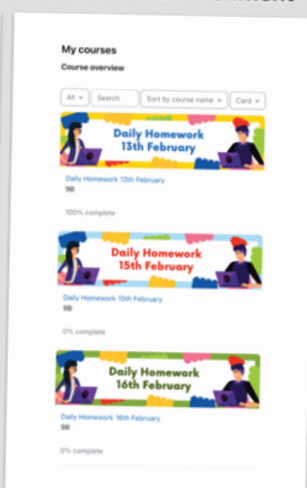 My courses
Course overview
All
Search
Sort by course name
Card
Daily Homework
13th February
Daily Homework 13th February
9B
100% complete
Daily Homework
15th February
Daily Homework 15th February
9B
0% complete
Daily Homework
16th February
Daily Homework 16th February
9B
0% complete